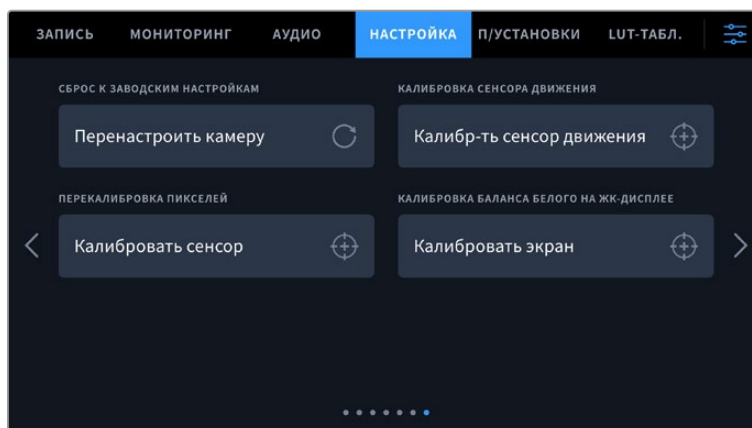 ЗАПИСЬ МОНИТОРИНГ АУДИО НАСТРОЙКА П/УСТАНОВКИ LUT-ТАБЛ.
СБРОС К ЗАВОДСКИМ НАСТРОЙКАМ
Перенастроить камеру
КАЛИБРОВКА СЕНСОРА ДВИЖЕНИЯ
Калибр-ть сенсор движения
ПЕРЕКАЛИБРОВКА ПИКСЕЛЕЙ
Калибровать сенсор
КАЛИБРОВКА БАЛАНСА БЕЛОГО НА ЖК-ДИСПЛЕЕ
Калибровать экран